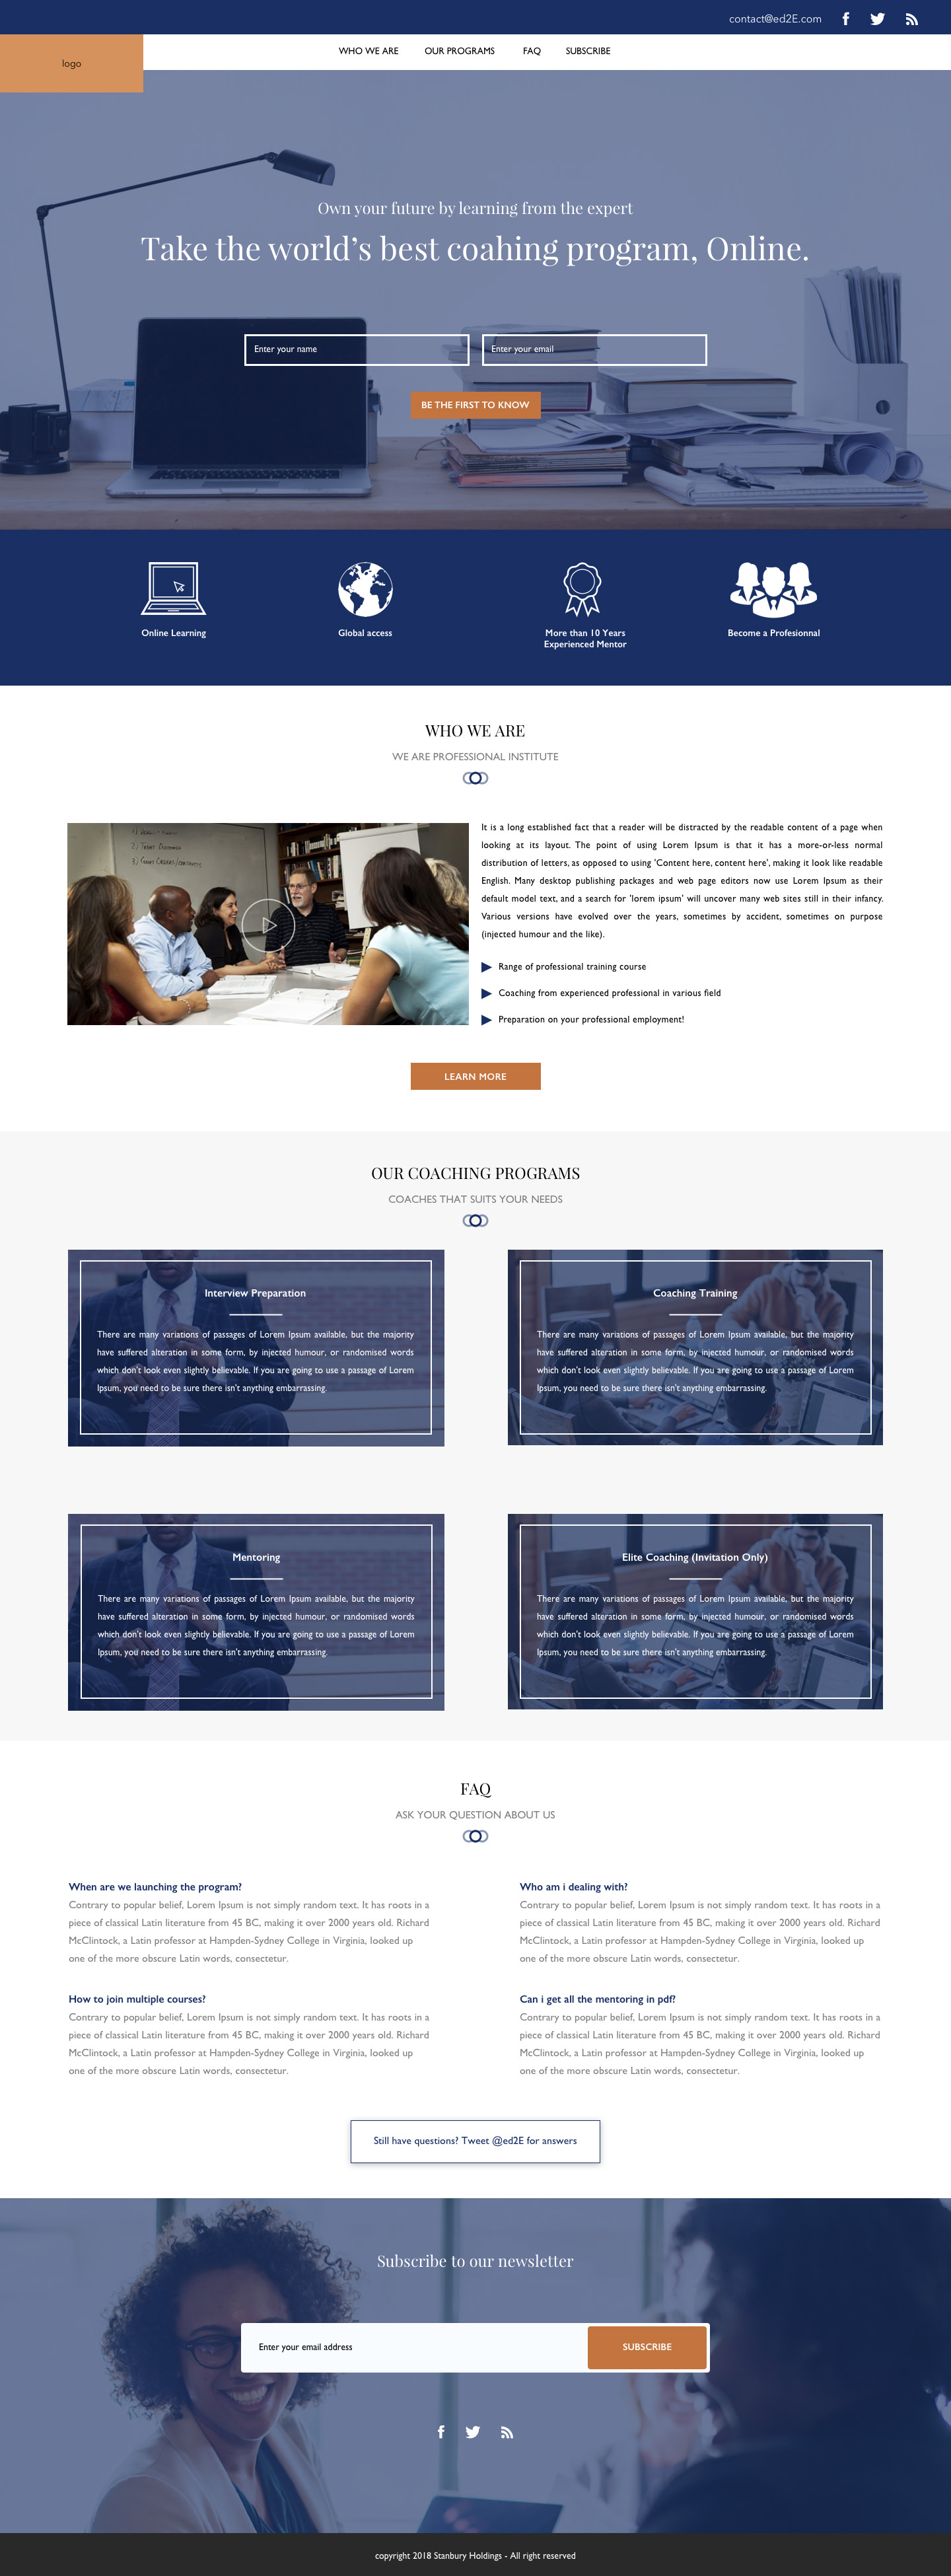 contact@ed2E.com
logo
WHO WE ARE OUR PROGRAMS FAQ SUBSCRIBE
Own your future by learning from the expert
Take the world's best coahing program, Online.
Enter your name Enter your email
BE THE FIRST TO KNOW
Online Learning Global access More than 10 Years Become a Profesionnal
Experienced Mentor
WHO WE ARE
WE ARE PROFESSIONAL INSTITUTE
It is a long established fact that a reader will be distracted by the readable content of a page when
looking at its layout. The point of using Lorem Ipsum is that it has a more-or-less normal
distribution of letters, as opposed to using 'Content here, content here', making it look like readable
English. Many desktop publishing packages and web page editors now use Lorem Ipsum as their
default model text, and a search for 'lorem ipsum' will uncover many web sites still in their infancy.
Various versions have evolved over the years, sometimes by accident, sometimes on purpose
(injected humour and the like).
Range of professional training course
Coaching from experienced professional in various field
Preparation on your professional employment!
LEARN MORE
OUR COACHING PROGRAMS
COACHES THAT SUITS YOUR NEEDS
Interview Preparation
There are many variations of passages of Lorem Ipsum available, but the majority
have suffered alteration in some form, by injected humour, or randomised words
which don't look even slightly believable. If you are going to use a passage of Lorem
Ipsum, you need to be sure there isn't anything embarrassing.
Coaching Training
There are many variations of passages of Lorem Ipsum available, but the majority
have suffered alteration in some form, by injected humour, or randomised words
which don't look even slightly believable. If you are going to use a passage of Lorem
Ipsum, you need to be sure there isn't anything embarrassing.
Mentoring
There are many variations of passages of Lorem Ipsum available, but the majority
have suffered alteration in some form, by injected humour, or randomised words
which don't look even slightly believable. If you are going to use a passage of Lorem
Ipsum, you need to be sure there isn't anything embarrassing.
Elite Coaching (Invitation Only)
There are many variations of passages of Lorem Ipsum available, but the majority
have suffered alteration in some form, by injected humour, or randomised words
which don't look even slightly believable. If you are going to use a passage of Lorem
Ipsum, you need to be sure there isn't anything embarrassing.
FAQ
ASK YOUR QUESTION ABOUT US
When are we launching the program?
Contrary to popular belief, Lorem Ipsum is not simply random text. It has roots in a
piece of classical Latin literature from 45 BC, making it over 2000 years old. Richard
McClintock, a Latin professor at Hampden-Sydney College in Virginia, looked up
one of the more obscure Latin words, consectetur.
Who am i dealing with?
Contrary to popular belief, Lorem Ipsum is not simply random text. It has roots in a
piece of classical Latin literature from 45 BC, making it over 2000 years old. Richard
McClintock, a Latin professor at Hampden-Sydney College in Virginia, looked up
one of the more obscure Latin words, consectetur.
How to join multiple courses?
Contrary to popular belief, Lorem Ipsum is not simply random text. It has roots in a
piece of classical Latin literature from 45 BC, making it over 2000 years old. Richard
McClintock, a Latin professor at Hampden-Sydney College in Virginia, looked up
one of the more obscure Latin words, consectetur.
Can i get all the mentoring in pdf?
Contrary to popular belief, Lorem Ipsum is not simply random text. It has roots in a
piece of classical Latin literature from 45 BC, making it over 2000 years old. Richard
McClintock, a Latin professor at Hampden-Sydney College in Virginia, looked up
one of the more obscure Latin words, consectetur.
Still have questions? Tweet @ed2E for answers
Subscribe to our newsletter
Enter your email address SUBSCRIBE
copyright 2018 Stanbury Holdings - All right reserved